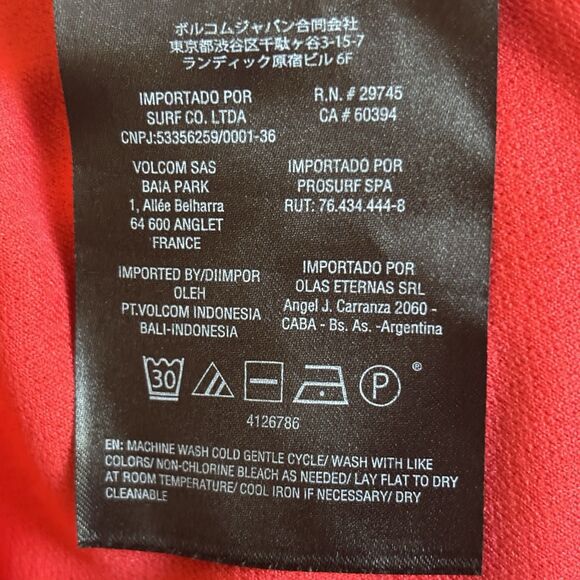 ボルコムジャパン合同会社
東京都渋谷区千駄ヶ谷3-15-7
ランディック原宿ビル 6F
IMPORTADO POR
SURF CO. LTDA
CNPJ:53356259/0001-36
R.N. # 29745
CA # 60394
VOLCOM SAS
BAIA PARK
1, Allée Belharra
64 600 ANGLET
FRANCE
IMPORTADO POR
PROSURF SPA
RUT: 76.434.444-8
IMPORTED BY/DIIMPOR
OLEH
PT.VOLCOM INDONESIA
BALI-INDONESIA
IMPORTADO POR
OLAS ETERNAS SRL
Angel J. Carranza 2060 -
CABA - Bs. As. -Argentina
30
P
®
4126786
EN: MACHINE WASH COLD GENTLE CYCLE/ WASH WITH LIKE
COLORS/ NON-CHLORINE BLEACH AS NEEDED/ LAY FLAT TO DRY
AT ROOM TEMPERATURE/ COOL IRON IF NECESSARY/ DRY
CLEANABLE